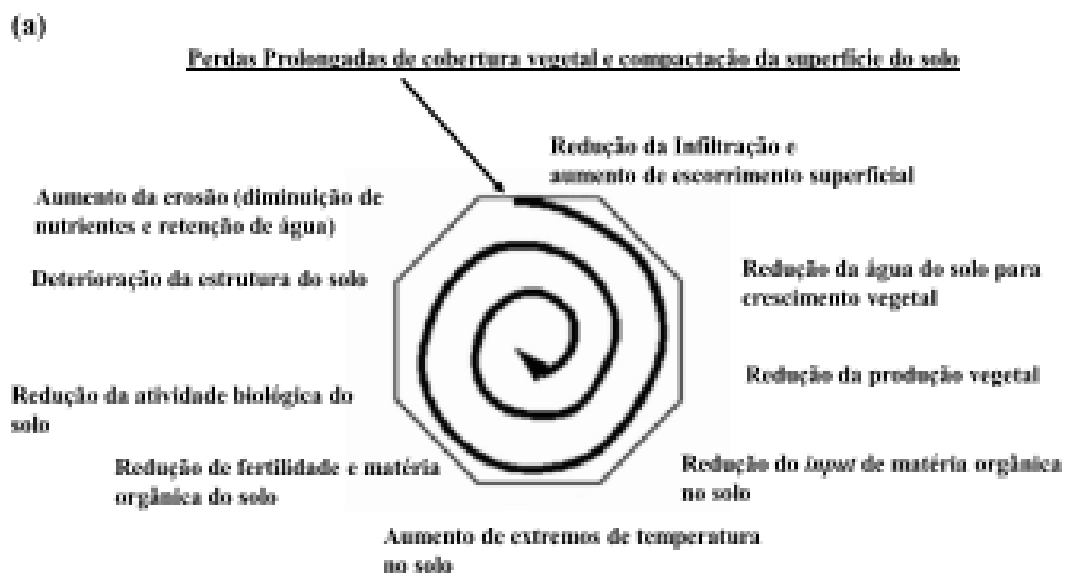 (a)
Perdas Prolongadas de cobertura vegetal e compactação da superfície do solo
Redução da Infiltração e
aumento de escorrimento superficial
Redução da água do solo para
crescimento vegetal
Redução da produção vegetal
Redução do input de matéria orgânica
no solo
Aumento de extremos de temperatura
no solo
Redução de fertilidade e matéria
orgânica do solo
Redução da atividade biológica do
solo
Deterioração da estrutura do solo
Aumento da erosão (diminuição de
nutrientes e retenção de água)